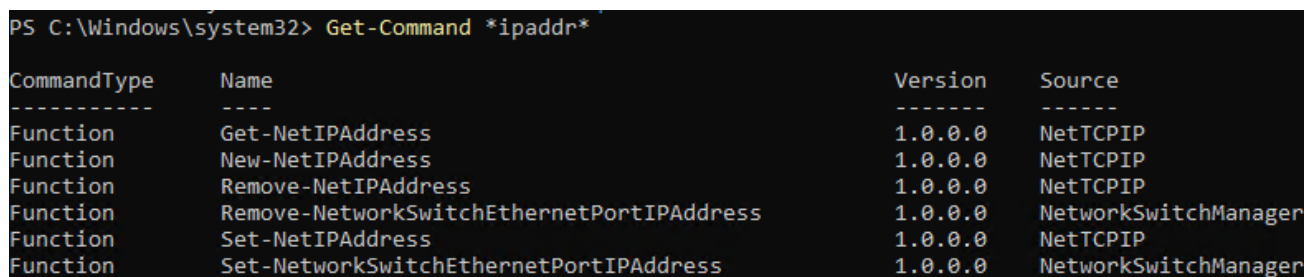 PS C:\Windows\system32> Get-Command *ipaddr*
CommandType Name Version Source
----------- ---- ------- ------
Function Get-NetIPAddress 1.0.0.0 NetTCPIP
Function New-NetIPAddress 1.0.0.0 NetTCPIP
Function Remove-NetIPAddress 1.0.0.0 NetTCPIP
Function Remove-NetworkSwitchEthernetPortIPAddress 1.0.0.0 NetworkSwitchManager
Function Set-NetIPAddress 1.0.0.0 NetTCPIP
Function Set-NetworkSwitchEthernetPortIPAddress 1.0.0.0 NetworkSwitchManager